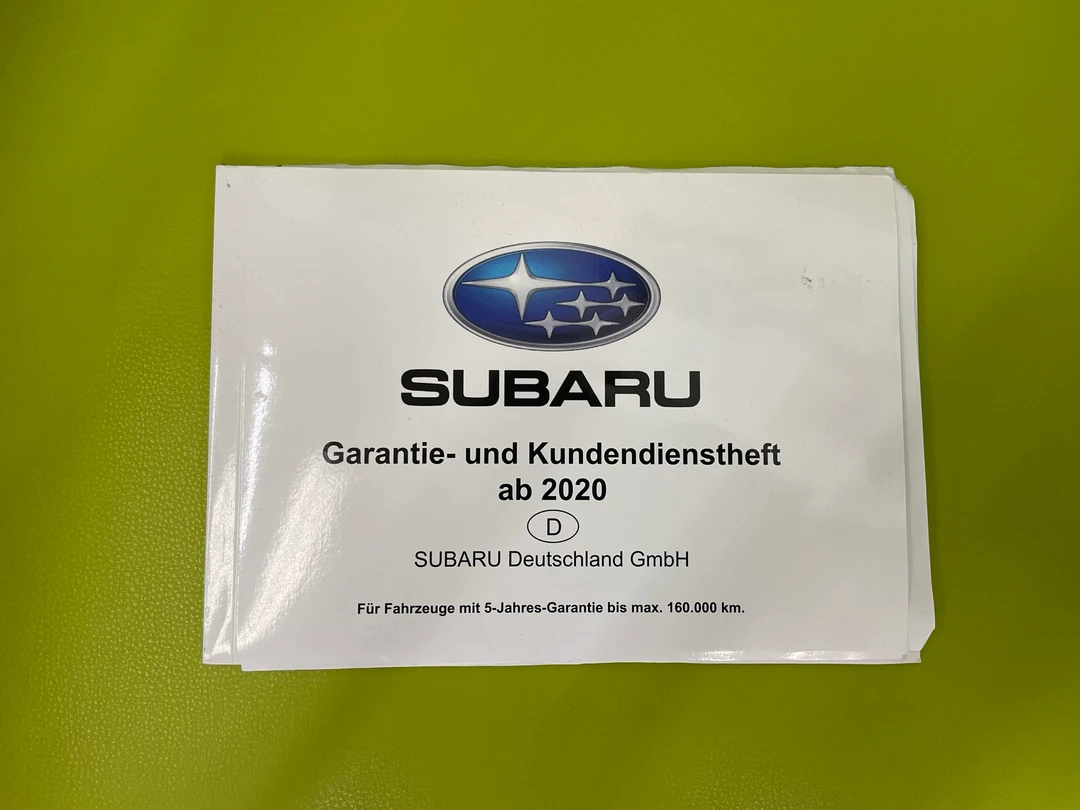 SUBARU
Garantie- und Kundendienstheft
ab 2020
D
SUBARU Deutschland GmbH
Für Fahrzeuge mit 5-Jahres-Garantie bis max. 160.000 km.